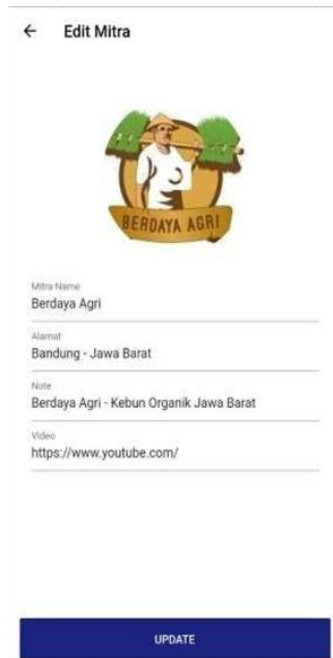 Edit Mitra
BERDAYA AGRI
Mitra Name
Berdaya Agri
Alamat
Bandung - Jawa Barat
Note
Berdaya Agri - Kebun Organik Jawa Barat
Video
https://www.youtube.com/
UPDATE